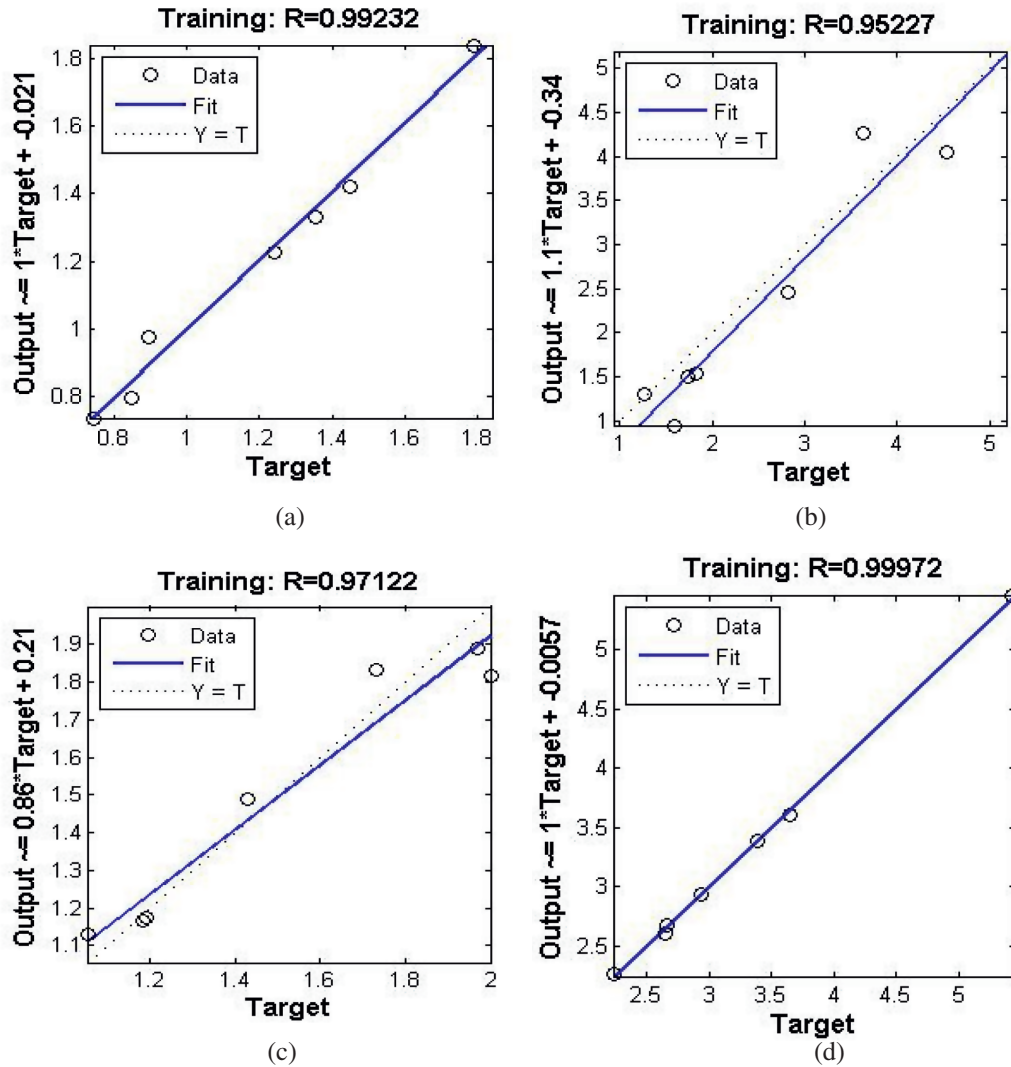 Training: R=0.99232
Output ~= 1*Target + -0.021
Data
Fit
Y = T
1.8
1.6
1.4
1.2
1
0.8
0.8 1 1.2 1.4 1.6 1.8
Target
(a)
Training: R=0.95227
Output ~= 1.1*Target + -0.34
Data
Fit
Y = T
5
4.5
4
3.5
3
2.5
2
1.5
1
1 2 3 4 5
Target
(b)
Training: R=0.97122
Output ~= 0.86*Target + 0.21
Data
Fit
Y = T
1.9
1.8
1.7
1.6
1.5
1.4
1.3
1.2
1.1
1.2 1.4 1.6 1.8 2
Target
(c)
Training: R=0.99972
Output ~= 1*Target + -0.0057
Data
Fit
Y = T
5
4.5
4
3.5
3
2.5
2.5 3 3.5 4 4.5 5
Target
(d)